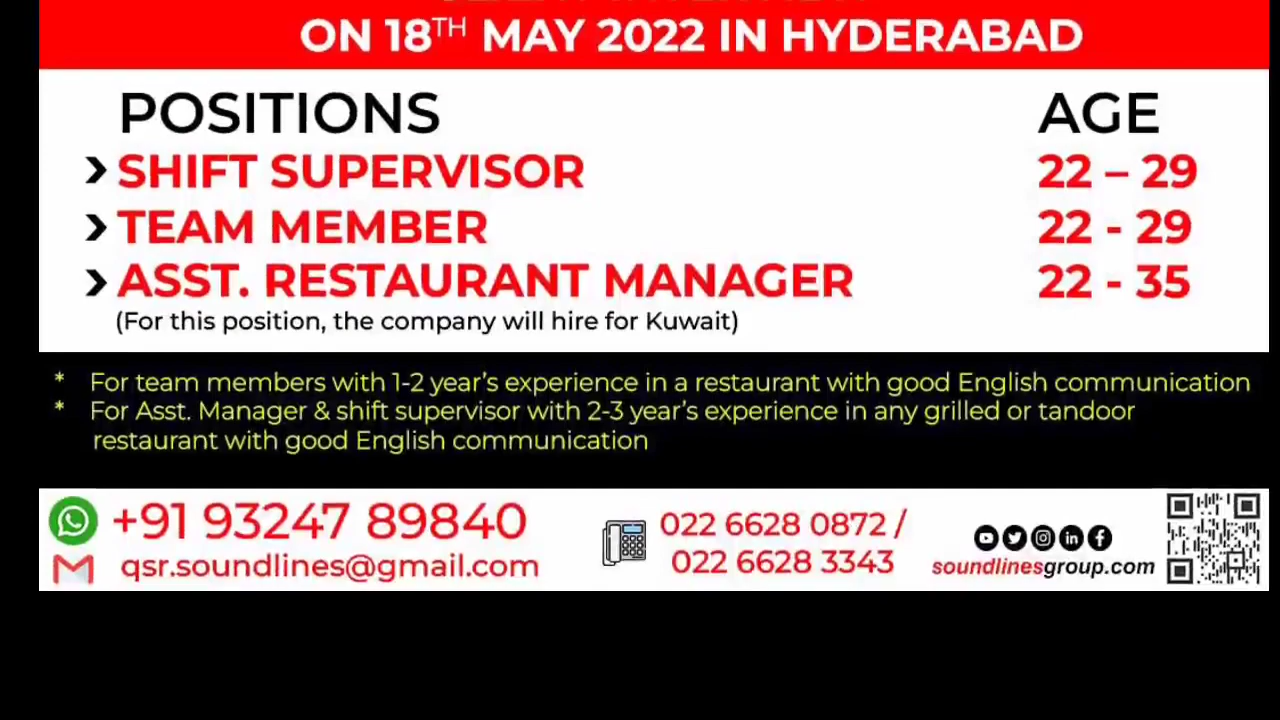 ON 18TH MAY 2022 IN HYDERABAD
POSITIONS AGE
SHIFT SUPERVISOR 22 – 29
TEAM MEMBER 22 - 29
ASST. RESTAURANT MANAGER 22 - 35
(For this position, the company will hire for Kuwait)
* For team members with 1-2 year's experience in a restaurant with good English communication
* For Asst. Manager & shift supervisor with 2-3 year's experience in any grilled or tandoor
restaurant with good English communication
+91 93247 89840
qsr.soundlines@gmail.com
022 6628 0872 /
022 6628 3343
soundlinesgroup.com